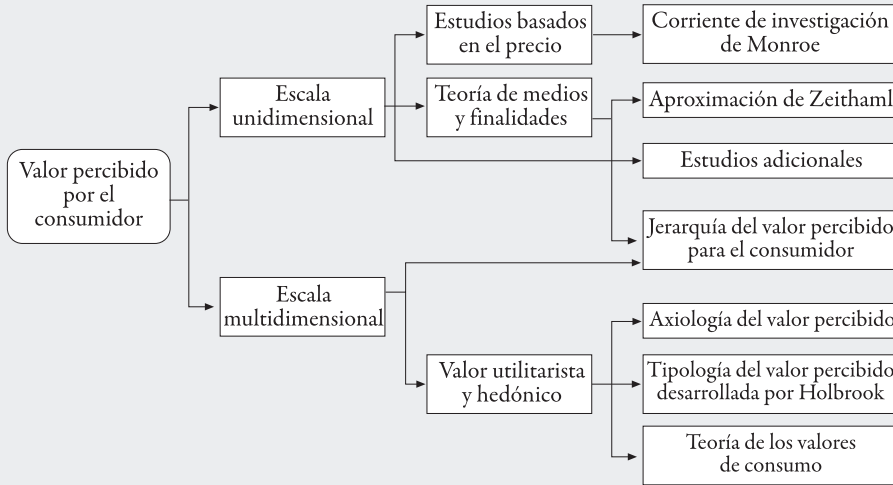 Valor percibido
por el
consumidor
Escala
unidimensional
Escala
multidimensional
Estudios basados
en el precio
Teoría de medios
y finalidades
Valor utilitarista
y hedónico
Corriente de investigación
de Monroe
Aproximación de Zeithaml
Estudios adicionales
Jerarquía del valor percibido
para el consumidor
Axiología del valor percibido
Tipología del valor percibido
desarrollada por Holbrook
Teoría de los valores
de consumo